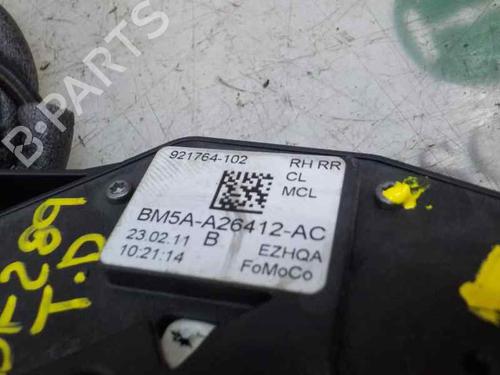 B-PARTS
921764-102
RH RR
CL
MCL
BM5A-A26412-AC
23.02.11 B
EZHQA
10:21:14
FoMoCo
T.D